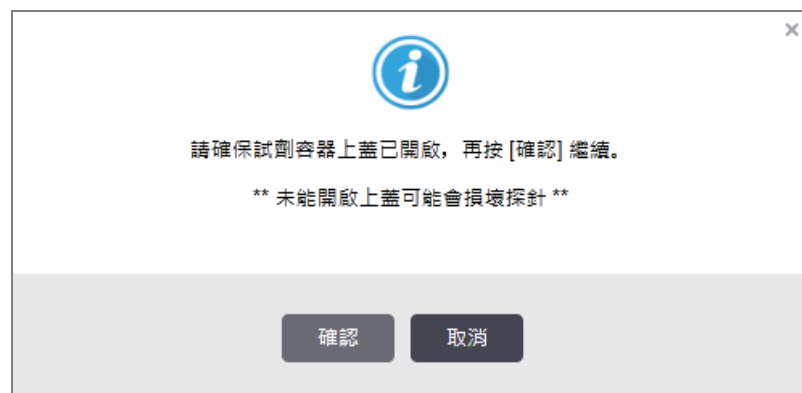 請確保試劑容器上蓋已開啟，再按 [確認] 繼續。
** 未能開啟上蓋可能會損壞探針 **
確認
取消